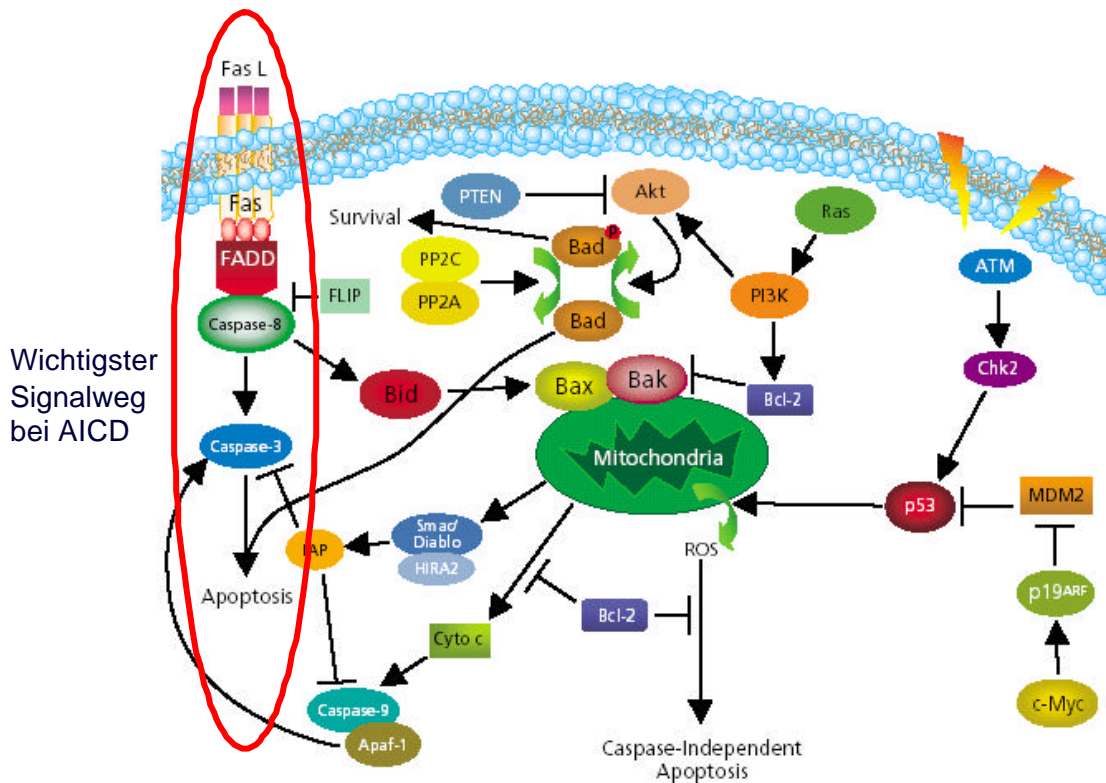 Fas L
Fas
FADD
Caspase-8
FLIP
Wichtigster
Signalweg
bei AICD
Caspase-3
Apoptosis
Survival
PTEN
Akt
PP2C
PP2A
Bad
P
Bad
Ras
PI3K
ATM
Chk2
Bid
Bax
Bak
Bcl-2
Mitochondria
p53
MDM2
ROS
Smac/
Diablo
HIRA2
IAP
p19ARF
Bcl-2
Cyto c
c-Myc
Caspase-9
Apaf-1
Caspase-Independent
Apoptosis